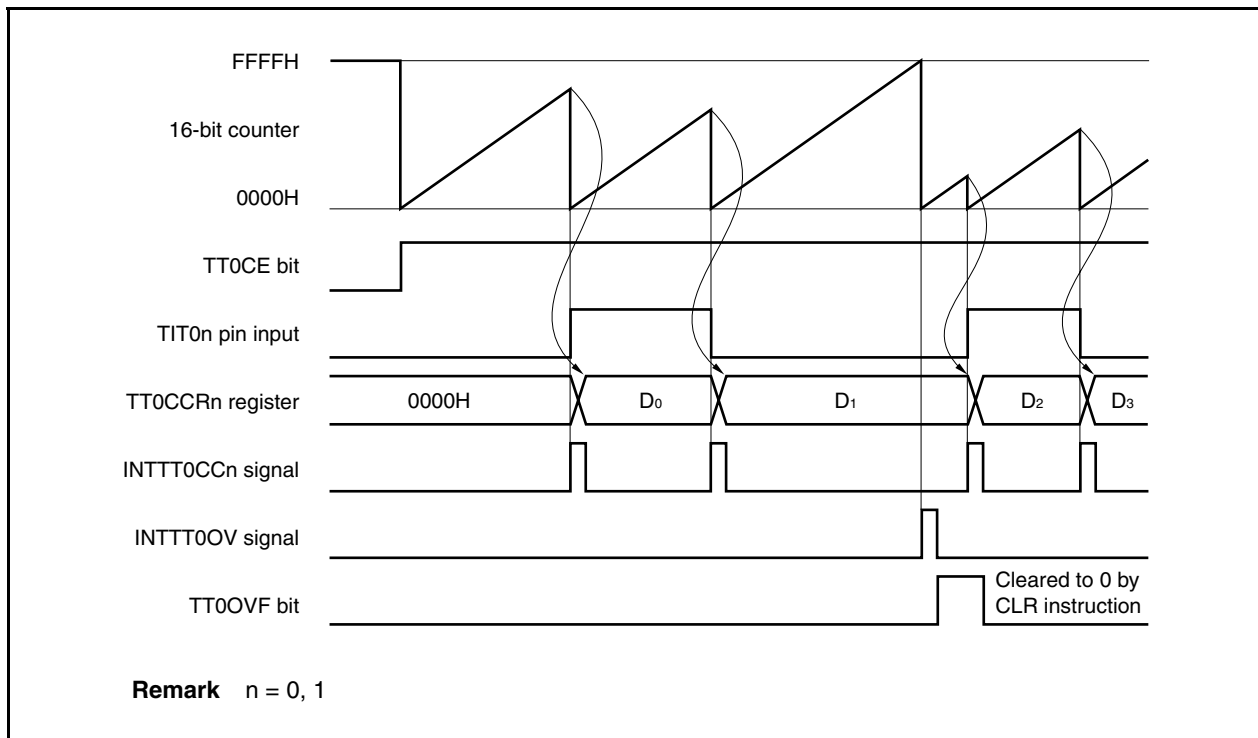 FFFFH
16-bit counter
0000H
TT0CE bit
TIT0n pin input
TT0CCRn register
0000H D0 D1 D2 D3
INTTT0CCn signal
INTTT0OV signal
Cleared to 0 by
CLR instruction
TT0OVF bit
Remark n = 0, 1